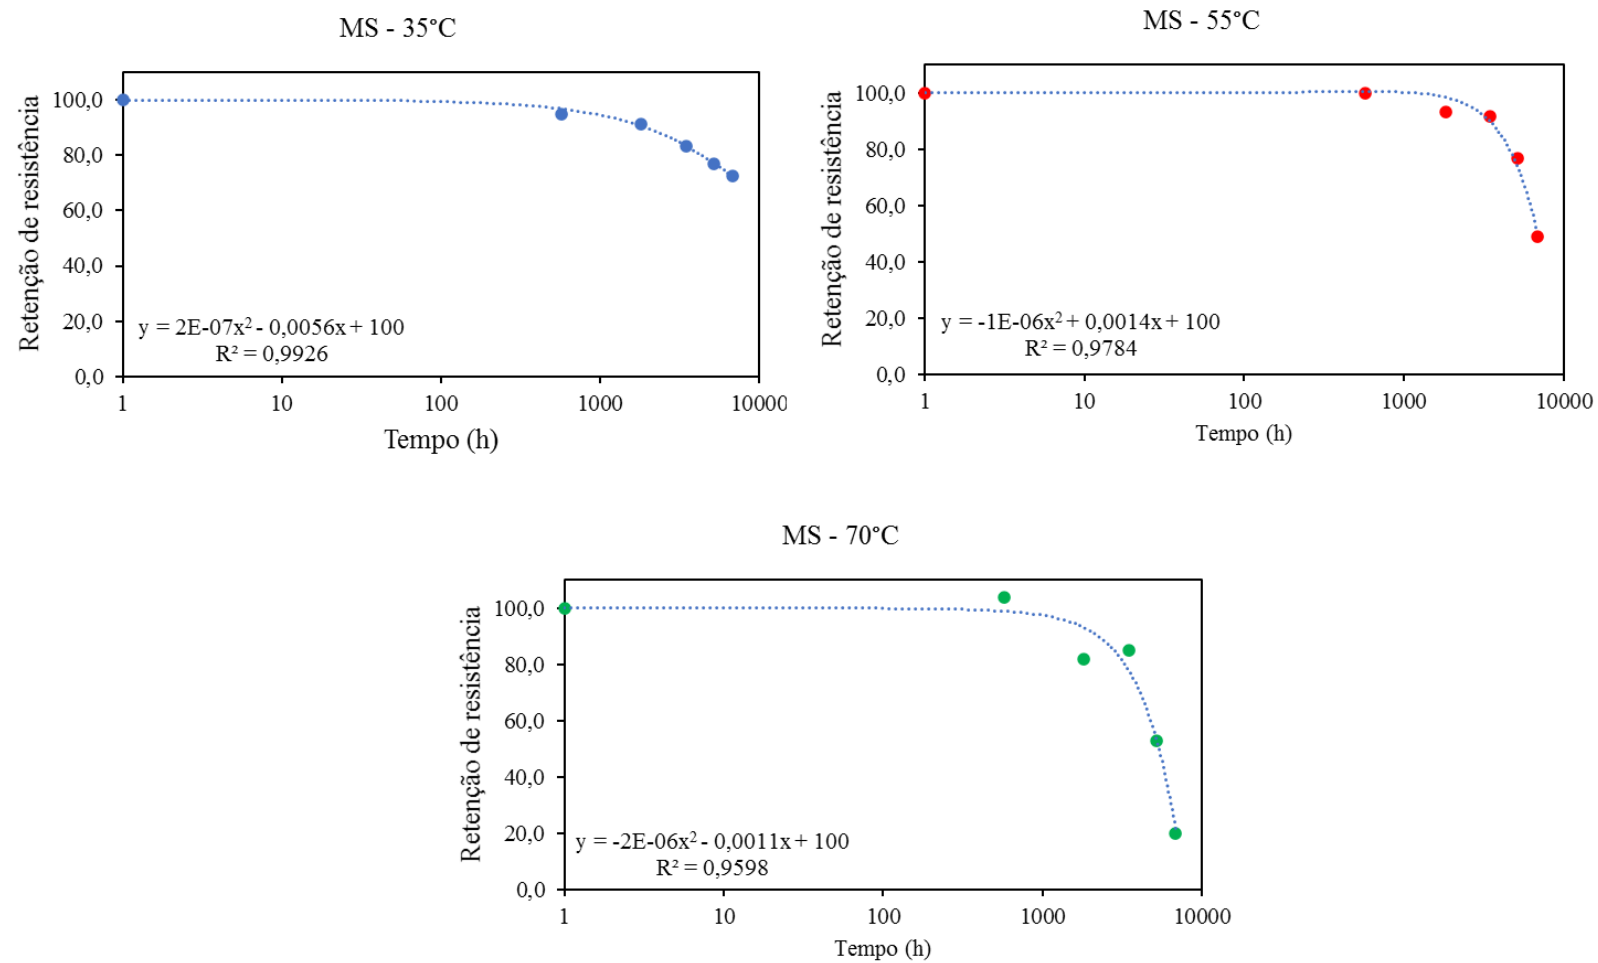 MS - 35°C
Retenção de resistência
100,0
80,0
60,0
40,0
20,0
0,0
y = 2E-07x² - 0,0056x + 100
R² = 0,9926
1 10 100 1000 10000
Tempo (h)
MS - 55°C
Retenção de resistência
100,0
80,0
60,0
40,0
20,0
0,0
y = -1E-06x² + 0,0014x + 100
R² = 0,9784
1 10 100 1000 10000
Tempo (h)
MS - 70°C
Retenção de resistência
100,0
80,0
60,0
40,0
20,0
0,0
y = -2E-06x² - 0,0011x + 100
R² = 0,9598
1 10 100 1000 10000
Tempo (h)